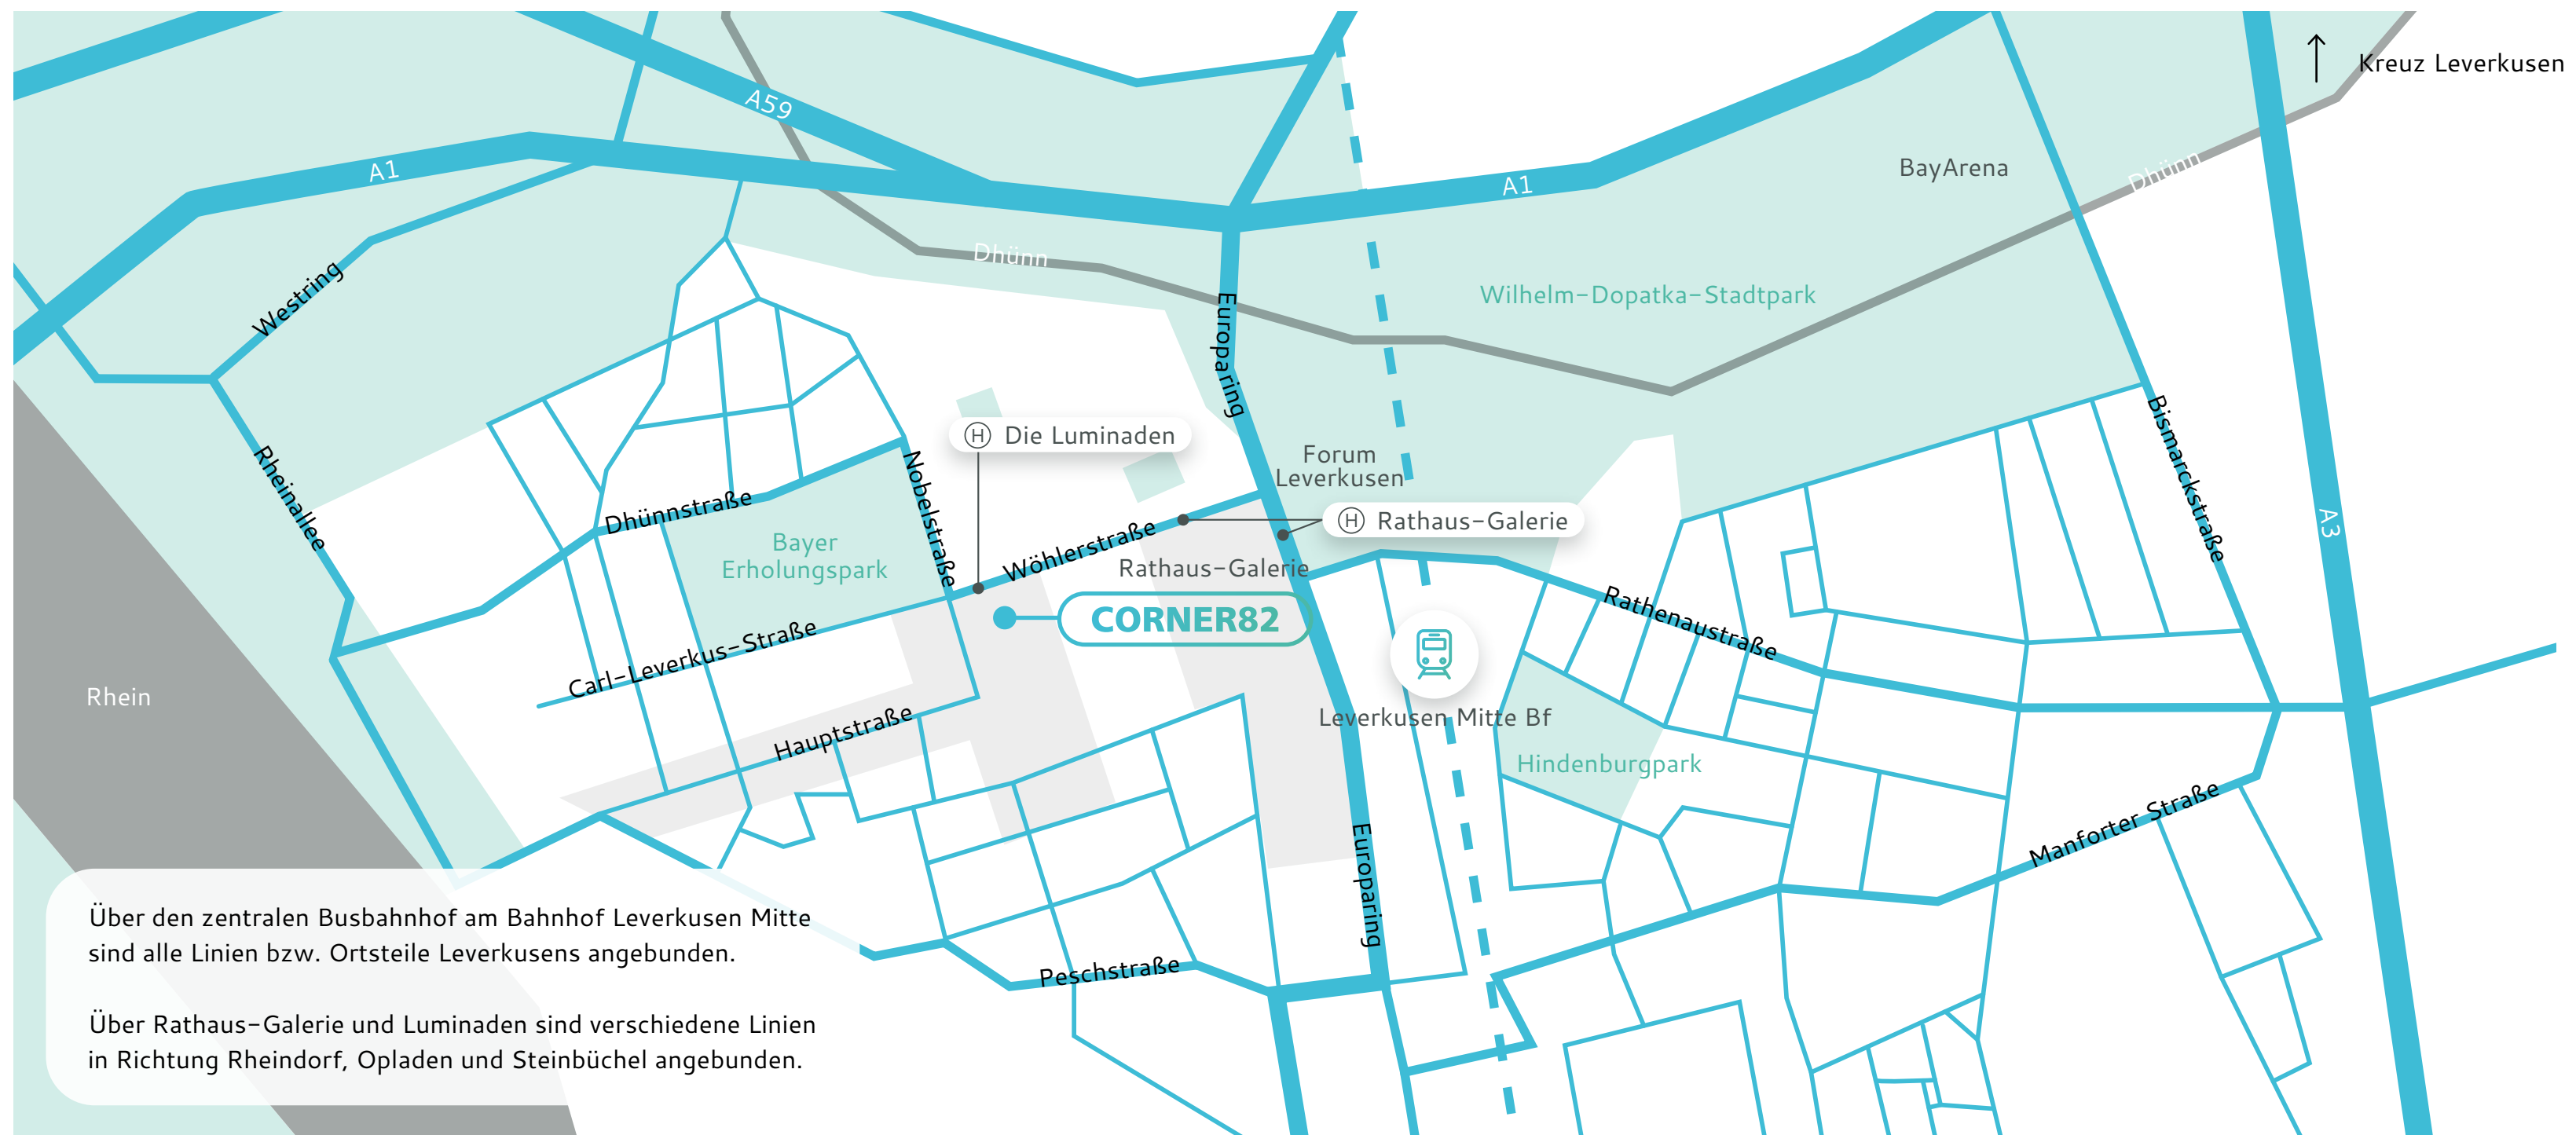 Kreuz Leverkusen
A59
A1
A1
BayArena
Dhünn
Dhünn
Westring
Europaring
Wilhelm-Dopatka-Stadtpark
Rheinallee
Nobelstraße
H Die Luminaden
Forum
Leverkusen
Bismarckstraße
A3
Dhünnstraße
H Rathaus-Galerie
Bayer
Erholungspark
Wöhlerstraße
Rathaus-Galerie
CORNER82
Rathenaustraße
Carl-Leverkus-Straße
Rhein
Hauptstraße
Leverkusen Mitte Bf
Hindenburgpark
Europaring
Manforter Straße
Peschstraße
Über den zentralen Busbahnhof am Bahnhof Leverkusen Mitte
sind alle Linien bzw. Ortsteile Leverkusens angebunden.
Über Rathaus-Galerie und Luminaden sind verschiedene Linien
in Richtung Rheindorf, Opladen und Steinbüchel angebunden.